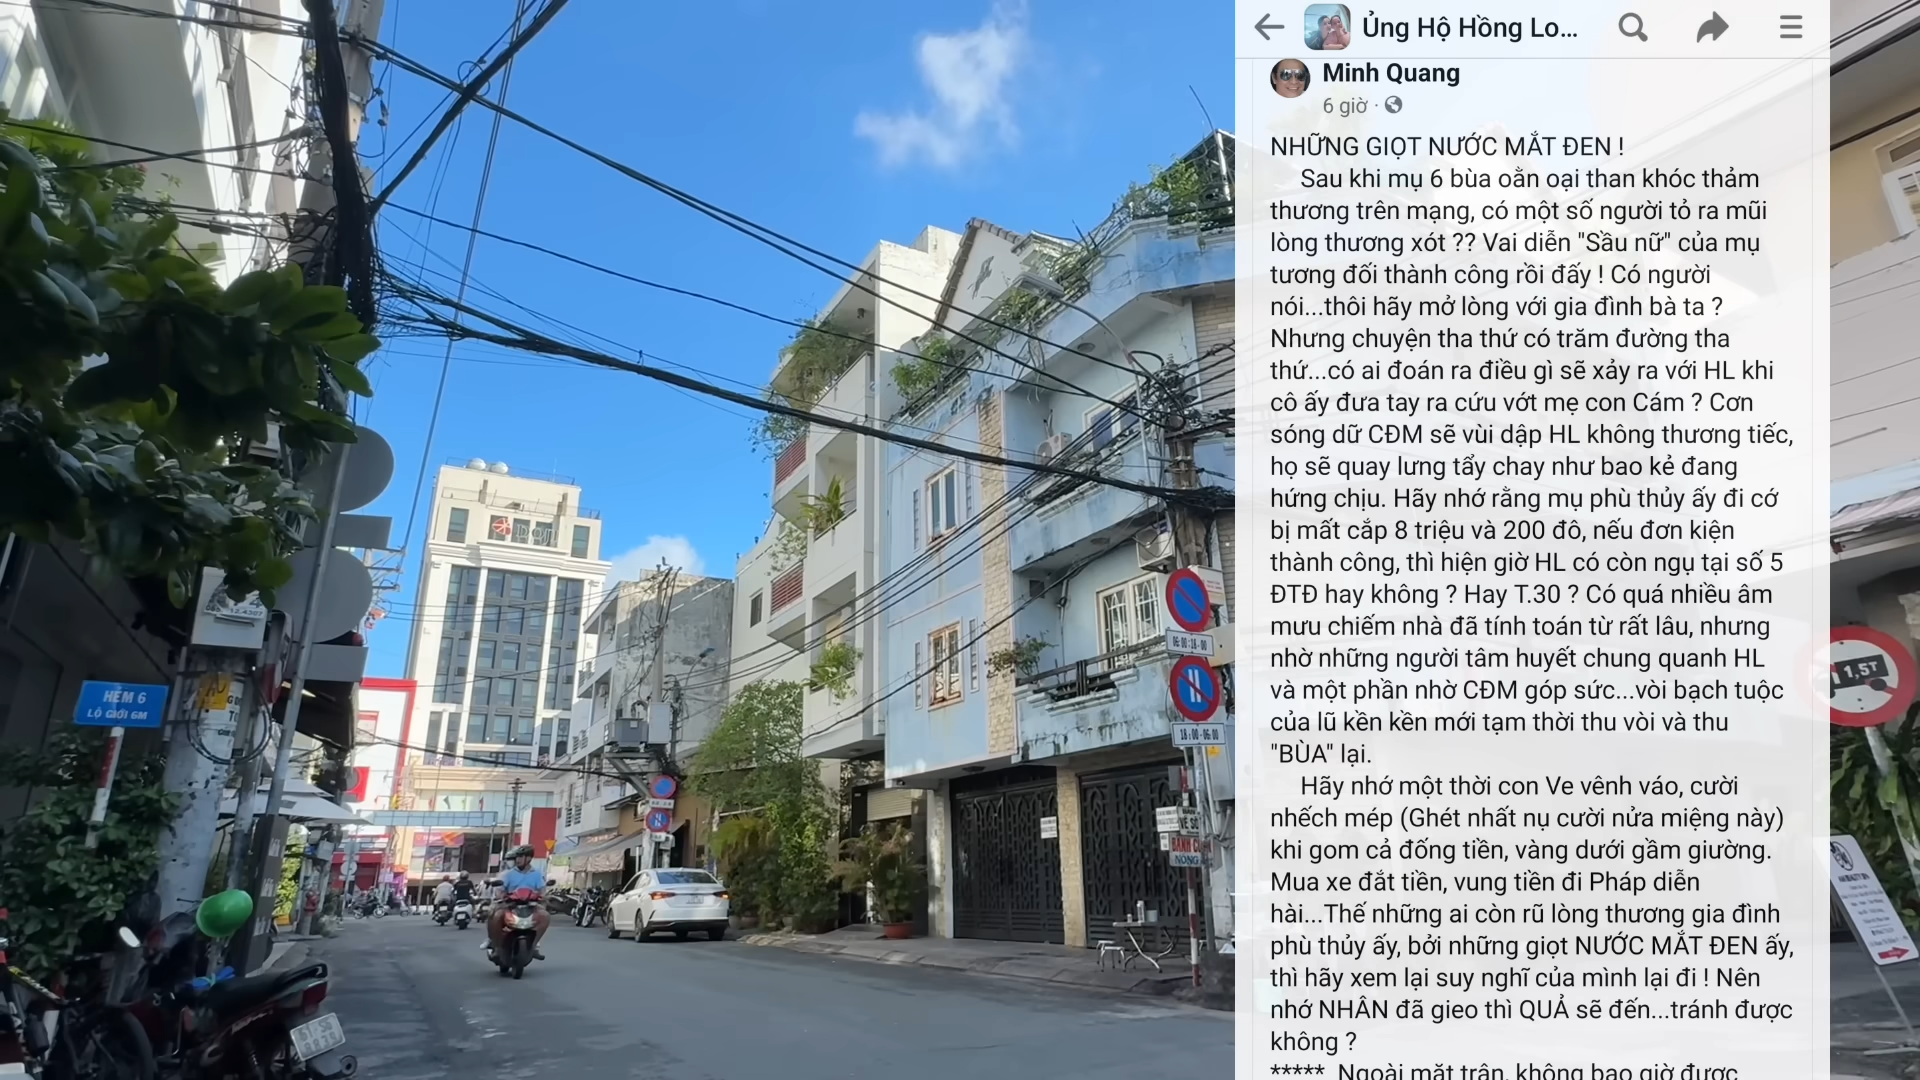 Ủng Hộ Hồng Lo...
Minh Quang
6 giờ ·
NHỮNG GIỌT NƯỚC MẮT ĐEN !
Sau khi mụ 6 bùa oằn oại than khóc thảm
thương trên mạng, có một số người tỏ ra mũi
lòng thương xót ?? Vai diễn "Sầu nữ" của mụ
tương đối thành công rồi đấy ! Có người
nói...thôi hãy mở lòng với gia đình bà ta ?
Nhưng chuyện tha thứ có trăm đường tha
thứ...có ai đoán ra điều gì sẽ xảy ra với HL khi
cô ấy đưa tay ra cứu vớt mẹ con Cám ? Cơn
sóng dữ CĐM sẽ vùi dập HL không thương tiếc,
họ sẽ quay lưng tẩy chay như bao kẻ đang
hứng chịu. Hãy nhớ rằng mụ phù thủy ấy đi cớ
bị mất cắp 8 triệu và 200 đô, nếu đơn kiện
thành công, thì hiện giờ HL có còn ngụ tại số 5
ĐTĐ hay không ? Hay T.30 ? Có quá nhiều âm
mưu chiếm nhà đã tính toán từ rất lâu, nhưng
nhờ những người tâm huyết chung quanh HL
và một phần nhờ CĐM góp sức...vòi bạch tuộc
của lũ kền kền mới tạm thời thu vòi và thu
"BÙA" lại.
Hãy nhớ một thời con Ve vênh váo, cười
nhếch mép (Ghét nhất nụ cười nửa miệng này)
khi gom cả đống tiền, vàng dưới gầm giường.
Mua xe đắt tiền, vung tiền đi Pháp diễn
hài...Thế những ai còn rũ lòng thương gia đình
phù thủy ấy, bởi những giọt NƯỚC MẮT ĐEN ấy,
thì hãy xem lại suy nghĩ của mình lại đi ! Nên
nhớ NHÂN đã gieo thì QUẢ sẽ đến...tránh được
không ?
***** Ngoài mặt trận, không bao giờ được
HẺM 6
LỘ GIỚI 6M
DOJI
06:00-18:00
18:00-06:00
1,5T